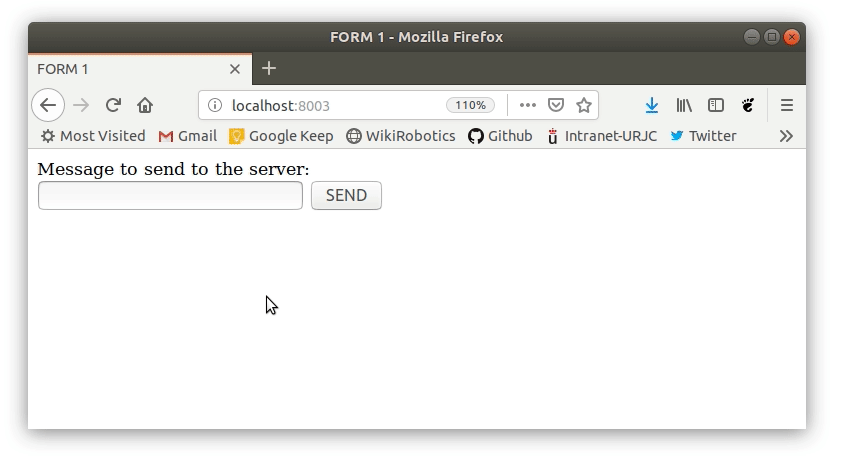 FORM 1 - Mozilla Firefox
FORM 1
localhost:8003 110%
Most Visited Gmail Google Keep WikiRobotics Github Intranet-URJC Twitter
Message to send to the server:
SEND